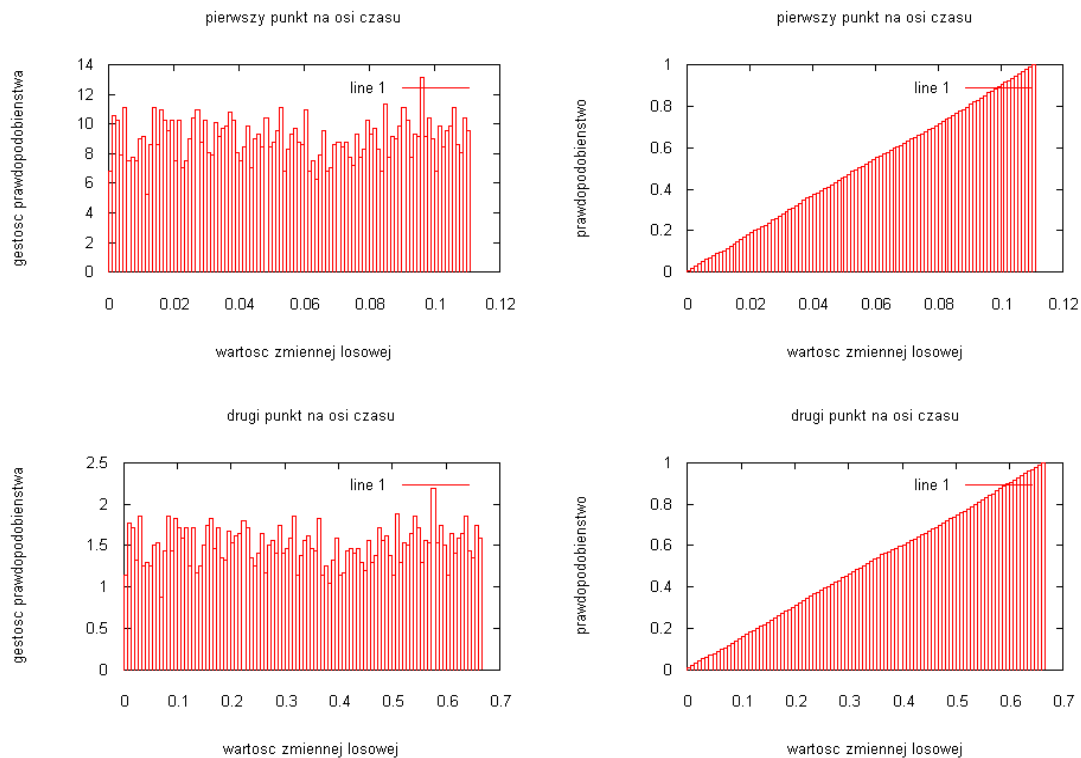 pierwszy punkt na osi czasu
gestosc prawdopodobienstwa
14
12
10
8
6
4
2
0
line 1
0 0.02 0.04 0.06 0.08 0.1 0.12
wartosc zmiennej losowej
pierwszy punkt na osi czasu
prawdopodobienstwo
1
0.8
0.6
0.4
0.2
0
line 1
0 0.02 0.04 0.06 0.08 0.1 0.12
wartosc zmiennej losowej
drugi punkt na osi czasu
gestosc prawdopodobienstwa
2.5
2
1.5
1
0.5
0
line 1
0 0.1 0.2 0.3 0.4 0.5 0.6 0.7
wartosc zmiennej losowej
drugi punkt na osi czasu
prawdopodobienstwo
1
0.8
0.6
0.4
0.2
0
line 1
0 0.1 0.2 0.3 0.4 0.5 0.6 0.7
wartosc zmiennej losowej